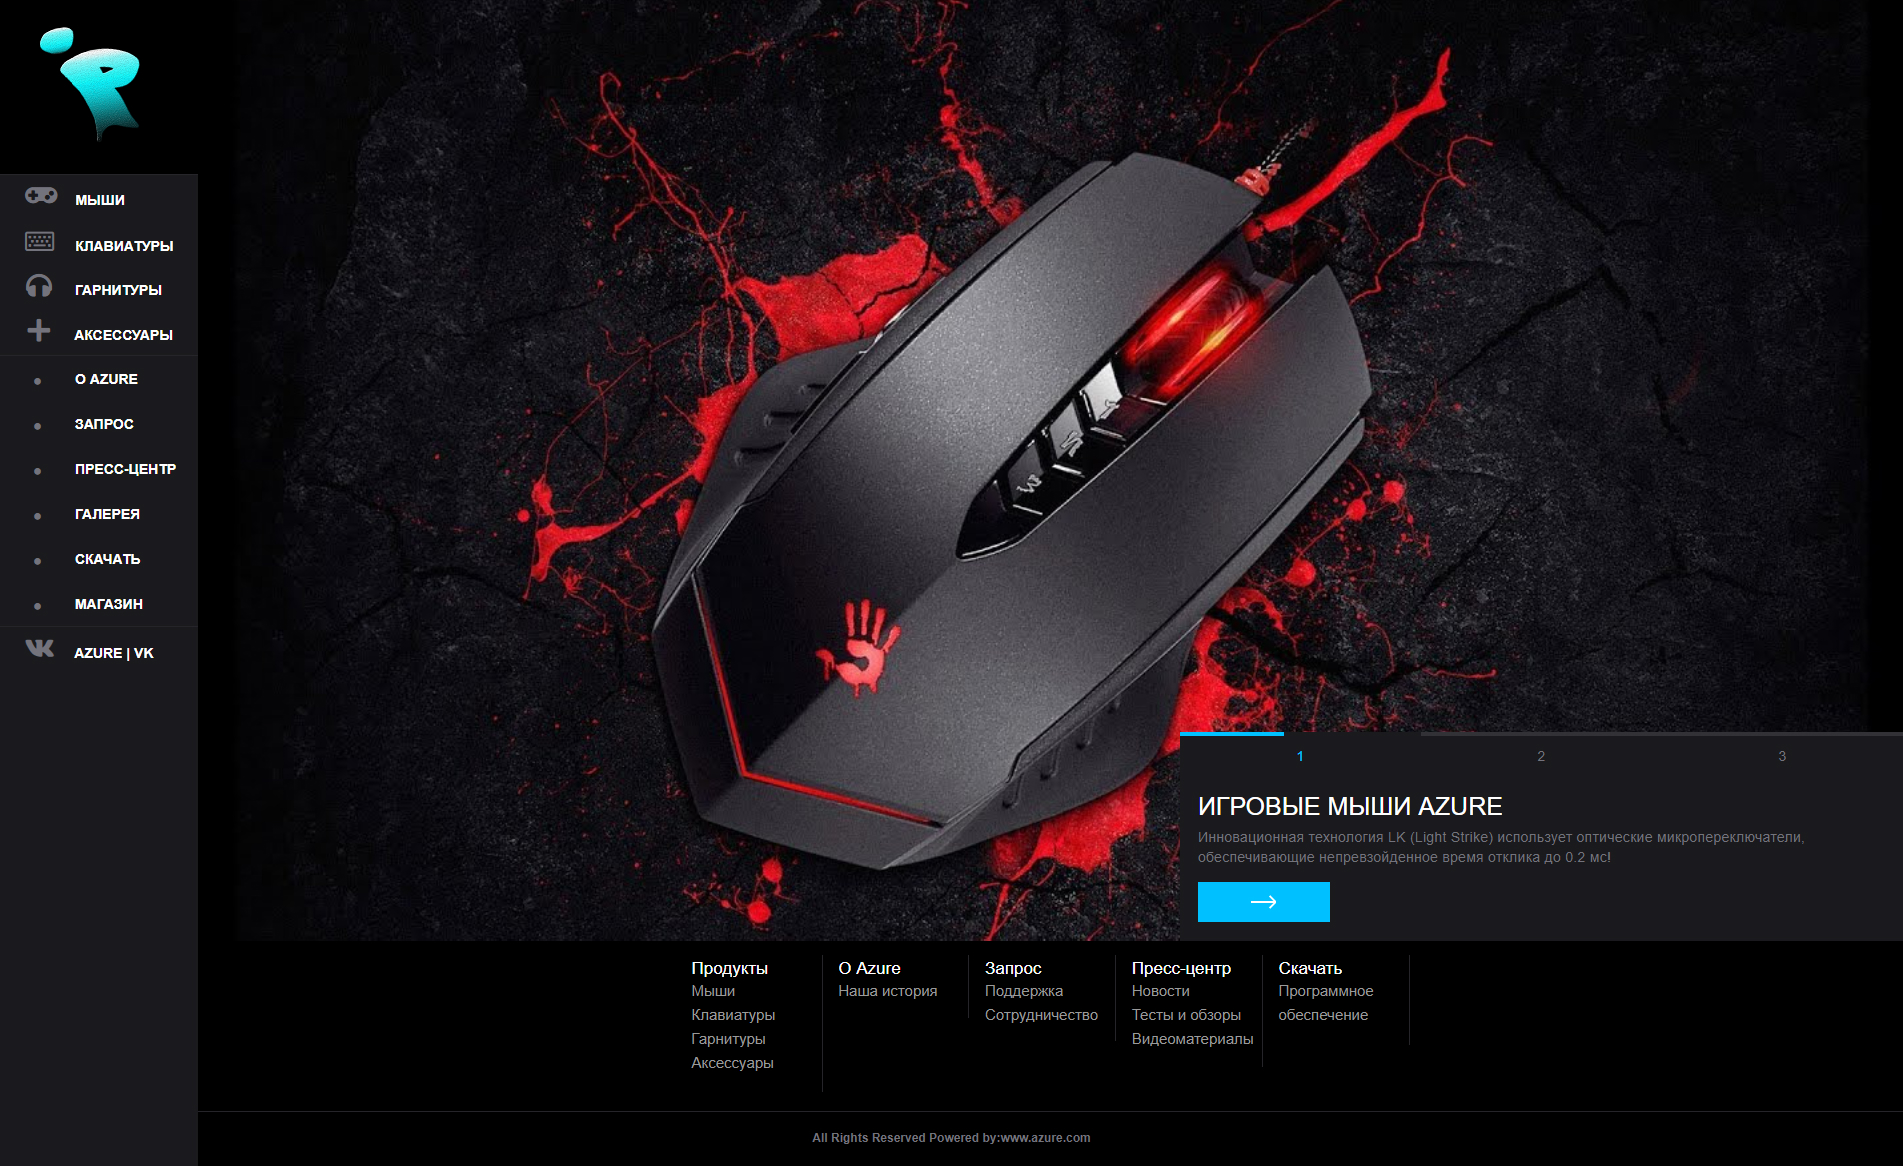 МЫШИ
КЛАВИАТУРЫ
ГАРНИТУРЫ
АКСЕССУАРЫ
О AZURE
ЗАПРОС
ПРЕСС-ЦЕНТР
ГАЛЕРЕЯ
СКАЧАТЬ
МАГАЗИН
AZURE | VK
1
2
3
ИГРОВЫЕ МЫШИ AZURE
Инновационная технология LK (Light Strike) использует оптические микропереключатели,
обеспечивающие непревзойденное время отклика до 0.2 мс!
Продукты
Мыши
Клавиатуры
Гарнитуры
Аксессуары
О Azure
Наша история
Запрос
Поддержка
Сотрудничество
Пресс-центр
Новости
Тесты и обзоры
Видеоматериалы
Скачать
Программное
обеспечение
All Rights Reserved Powered by:www.azure.com